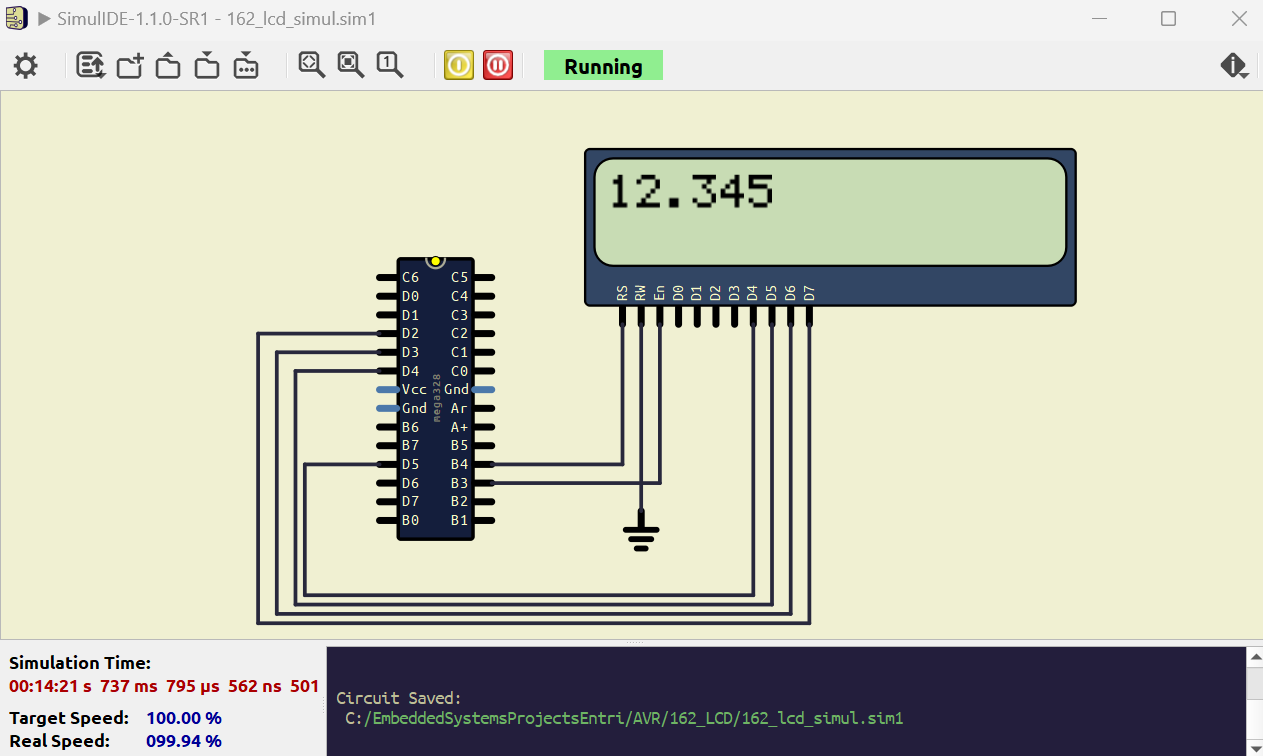 SimulIDE-1.1.0-SR1 - 162_lcd_simul.sim1
1
Running
12.345
RS RW En D0 D1 D2 D3 D4 D5 D6 D7
C6 C5
D0 C4
D1 C3
D2 C2
D3 C1
D4 C0
Vcc Gnd
Gnd Ar
B6 A+
B7 B5
D5 B4
D6 B3
D7 B2
B0 B1
mega328
Simulation Time:
00:14:21 s 737 ms 795 µs 562 ns 501
Target Speed: 100.00 %
Real Speed: 099.94 %
Circuit Saved:
C:/EmbeddedSystemsProjectsEntri/AVR/162_LCD/162_lcd_simul.sim1